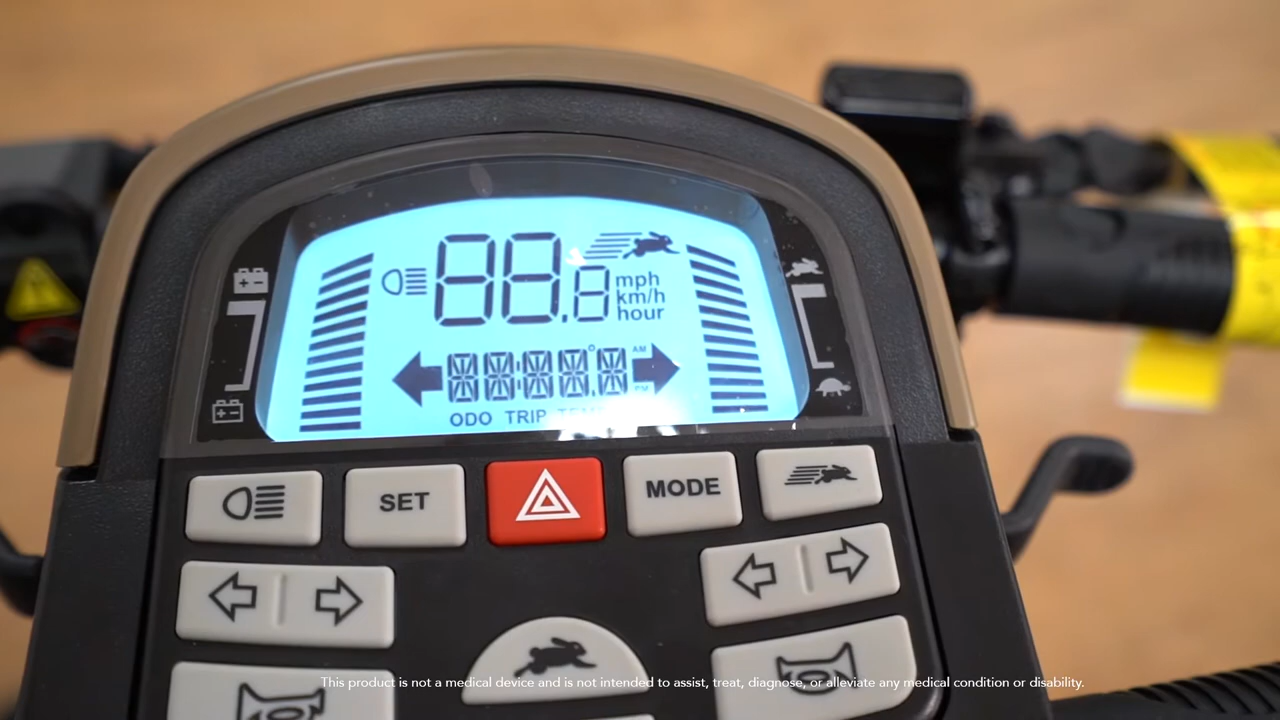 88.8
mph
km/h
hour
AM
PM
ODO TRIP TEMP
SET
MODE
This product is not a medical device and is not intended to assist, treat, diagnose, or alleviate any medical condition or disability.